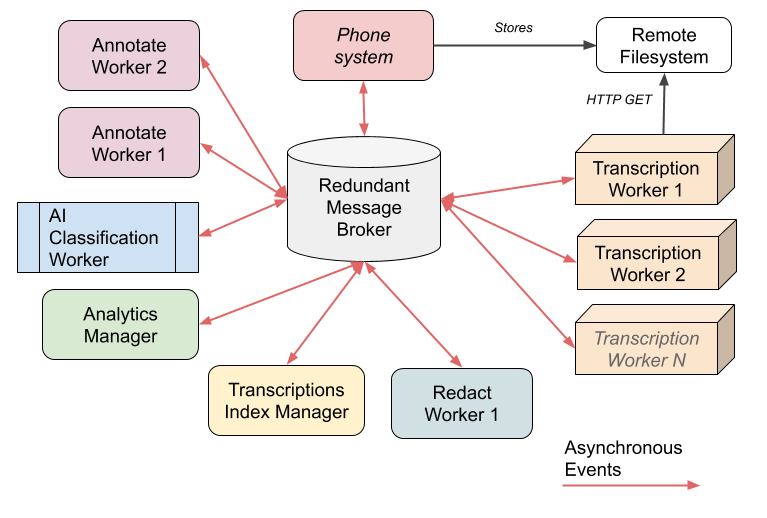 Annotate
Worker 2
Phone
system
Stores
Remote
Filesystem
HTTP GET
Annotate
Worker 1
Redundant
Message
Broker
Transcription
Worker 1
AI
Classification
Worker
Transcription
Worker 2
Analytics
Manager
Transcription
Worker N
Transcriptions
Index Manager
Redact
Worker 1
Asynchronous
Events